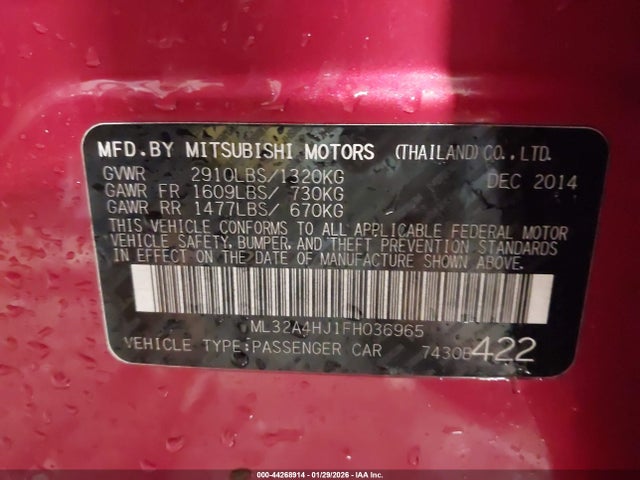 MFD.BY MITSUBISHI MOTORS (THAILAND)CO.,LTD.
GVWR 2910LBS/1320KG DEC 2014
GAWR FR 1609LBS/ 730KG
GAWR RR 1477LBS/ 670KG
THIS VEHICLE CONFORMS TO ALL APPLICABLE FEDERAL MOTOR
VEHICLE SAFETY, BUMPER, AND THEFT PREVENTION STANDARDS
IN EFFECT ON THE DATE OF MANUFACTURE SHOWN ABOVE.
ML32A4HJ1FH036965
VEHICLE TYPE:PASSENGER CAR 7430B422
000-44268914 - 01/29/2026 - IAA Inc.